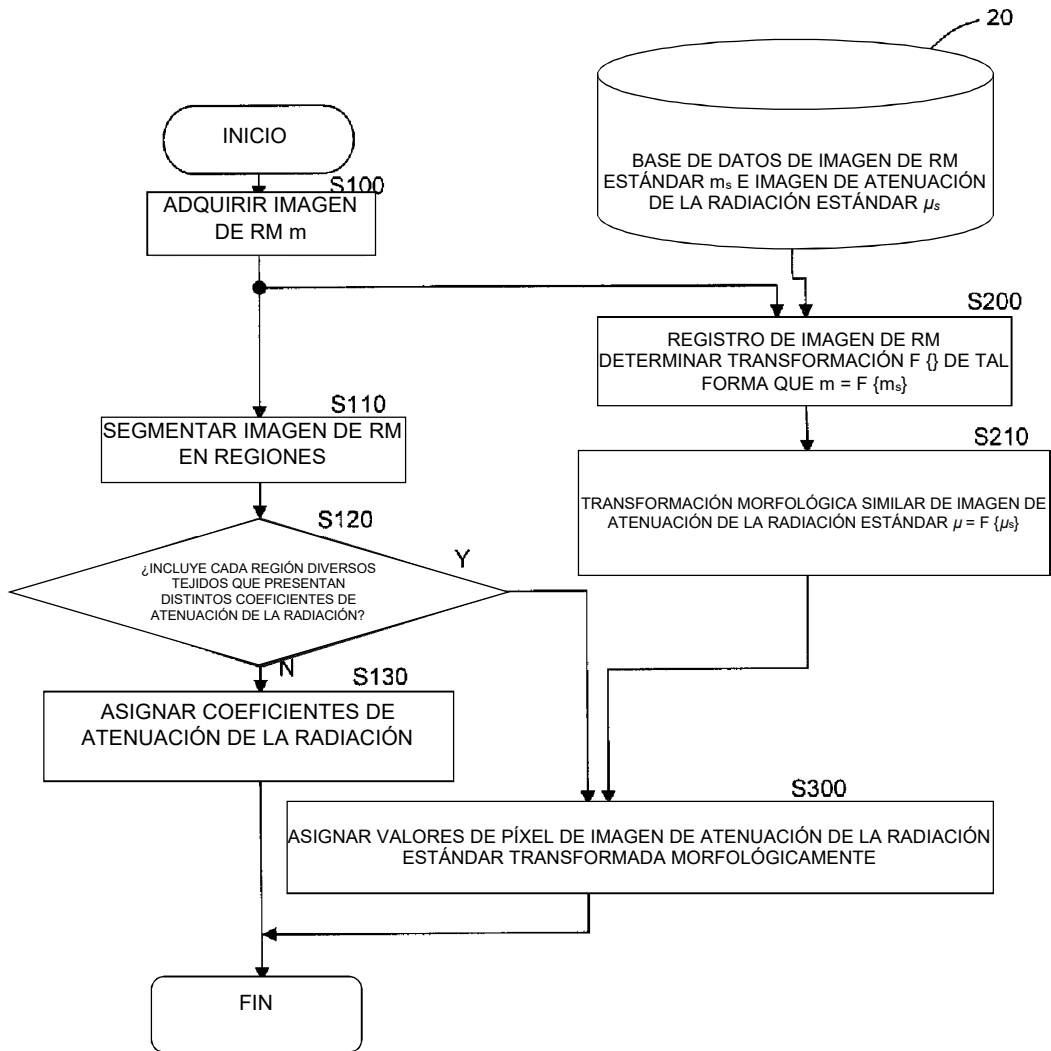 20
BASE DE DATOS DE IMAGEN DE RM
ESTÁNDAR mₛ E IMAGEN DE ATENUACIÓN
DE LA RADIACIÓN ESTÁNDAR μₛ
INICIO
S100
ADQUIRIR IMAGEN
DE RM m
S200
REGISTRO DE IMAGEN DE RM
DETERMINAR TRANSFORMACIÓN F {} DE TAL
FORMA QUE m = F {mₛ}
S110
SEGMENTAR IMAGEN DE RM
EN REGIONES
S210
TRANSFORMACIÓN MORFOLÓGICA SIMILAR DE IMAGEN DE
ATENUACIÓN DE LA RADIACIÓN ESTÁNDAR μ = F {μₛ}
S120
¿INCLUYE CADA REGIÓN DIVERSOS
TEJIDOS QUE PRESENTAN
DISTINTOS COEFICIENTES DE
ATENUACIÓN DE LA RADIACIÓN?
Y
N
S130
ASIGNAR COEFICIENTES DE
ATENUACIÓN DE LA RADIACIÓN
S300
ASIGNAR VALORES DE PÍXEL DE IMAGEN DE ATENUACIÓN DE LA RADIACIÓN
ESTÁNDAR TRANSFORMADA MORFOLÓGICAMENTE
FIN